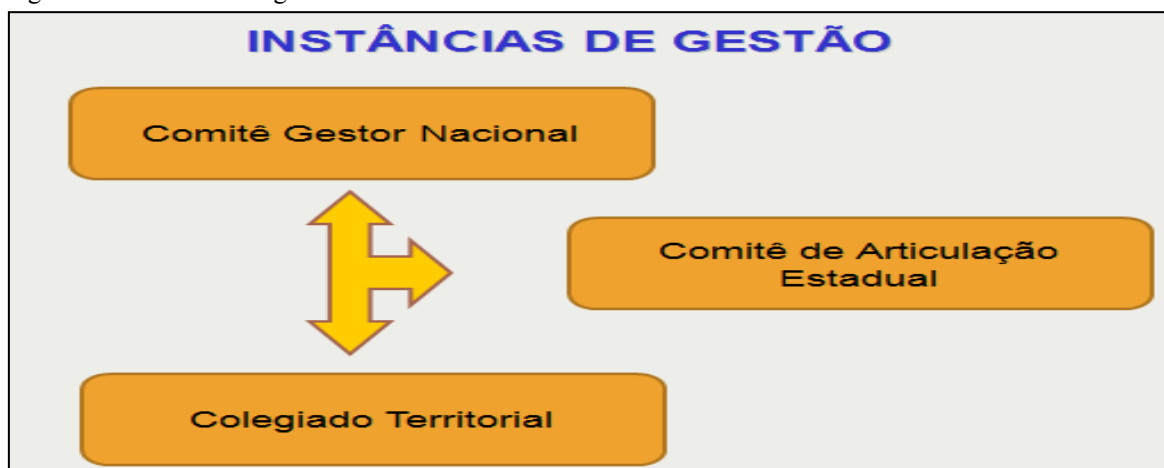 INSTÂNCIAS DE GESTÃO
Comitê Gestor Nacional
Comitê de Articulação
Estadual
Colegiado Territorial